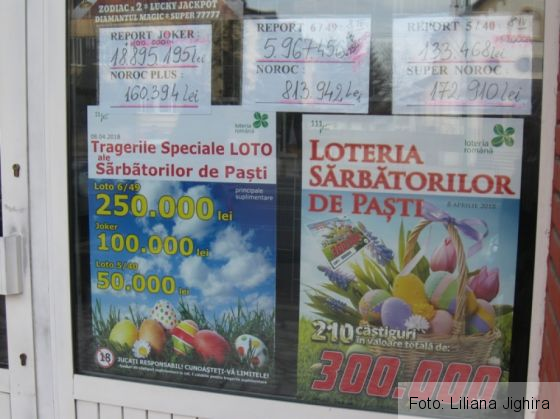 ZODIAC x 2 LUCKY JACKPOT
DIAMANTUL MAGIC SUPER 77777
REPORT JOKER:
18.895.195 lei
NOROC PLUS :
160.394 lei
REPORT 6/49 :
5.967.456 lei
NOROC:
813.942 lei
REPORT 5/40 :
133.468 lei
SUPER NOROC :
172.910 lei
06.04.2018
loteria
română
Tragerile Speciale LOTO
ale
Sărbătorilor de Paști
Loto 6/49
principale
suplimentare
250.000 lei
Joker
100.000 lei
Loto 5/40
50.000 lei
18
JUCAȚI RESPONSABIL! CUNOAȘTEȚI-VĂ LIMITELE!
loteria
română
LOTERIA
SĂRBĂTORILOR
DE PAȘTI
8 APRILIE 2018
210 câștiguri
în valoare totală de:
300.000
Foto: Liliana Jighira